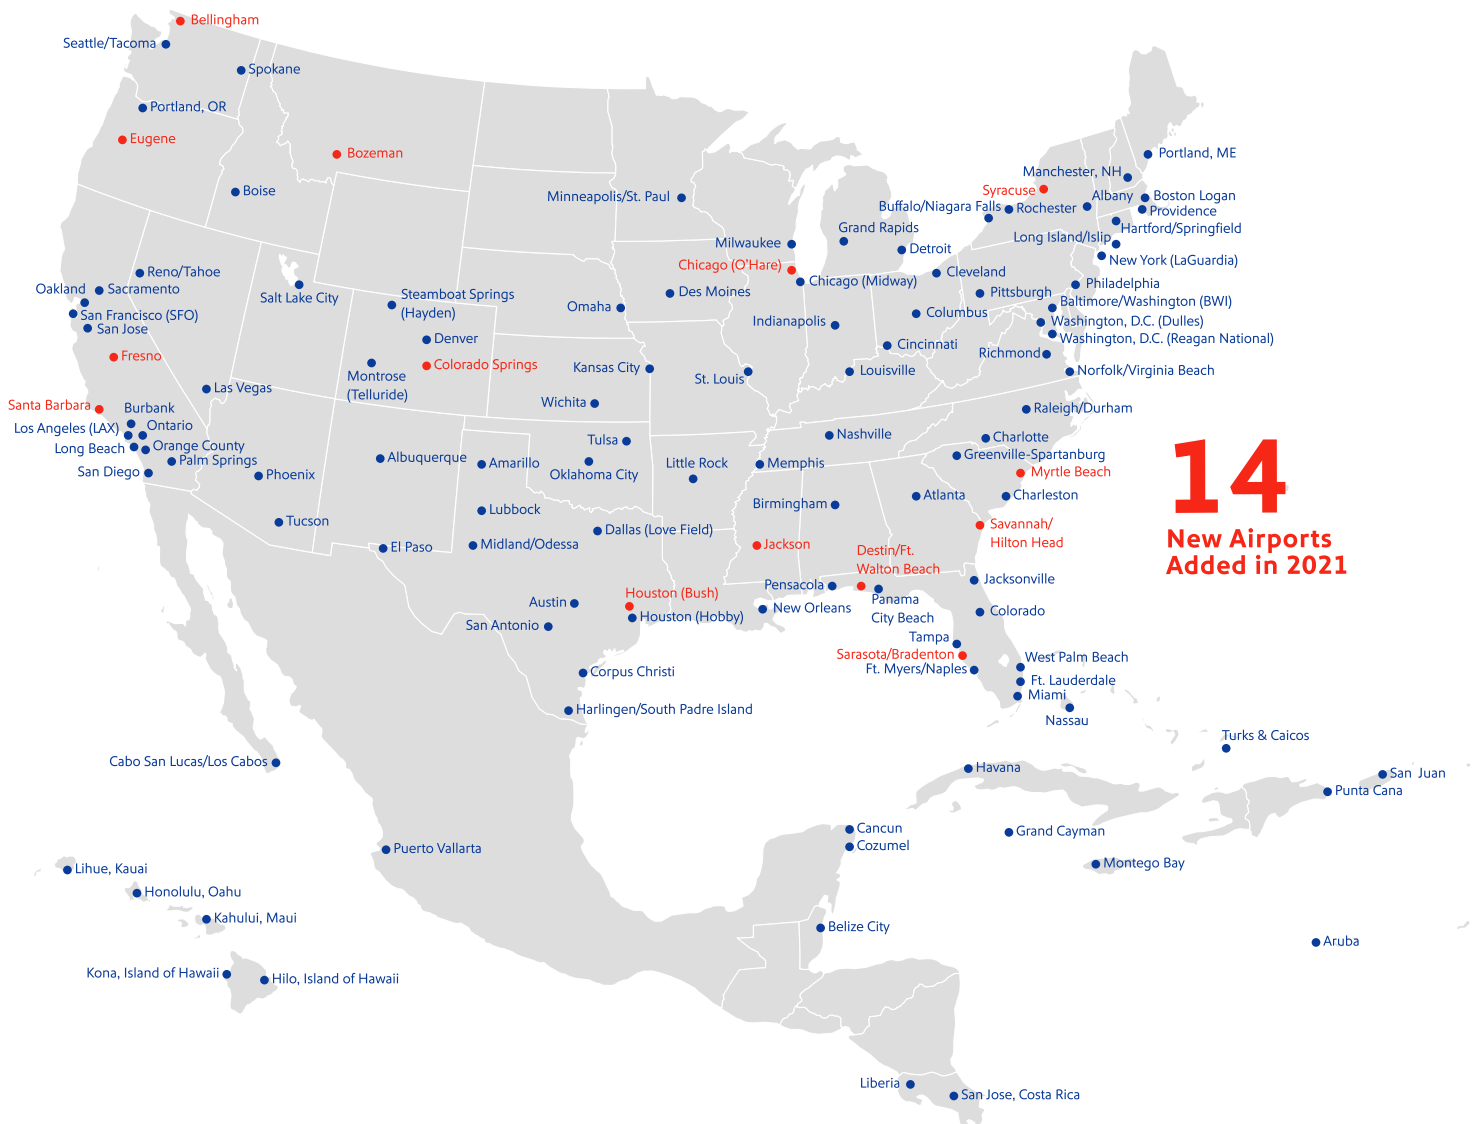 Bellingham
Seattle/Tacoma
Spokane
Portland, OR
Eugene
Bozeman
Portland, ME
Manchester, NH
Boise
Minneapolis/St. Paul
Syracuse
Albany
Boston Logan
Buffalo/Niagara Falls
Rochester
Providence
Grand Rapids
Hartford/Springfield
Long Island/Islip
Milwaukee
Detroit
New York (LaGuardia)
Chicago (O'Hare)
Reno/Tahoe
Cleveland
Chicago (Midway)
Philadelphia
Oakland
Sacramento
Salt Lake City
Steamboat Springs
(Hayden)
Des Moines
Pittsburgh
Baltimore/Washington (BWI)
Omaha
San Francisco (SFO)
Columbus
Indianapolis
Washington, D.C. (Dulles)
San Jose
Denver
Washington, D.C. (Reagan National)
Cincinnati
Richmond
Fresno
Colorado Springs
Kansas City
Montrose
(Telluride)
St. Louis
Louisville
Norfolk/Virginia Beach
Las Vegas
Santa Barbara
Burbank
Wichita
Raleigh/Durham
Los Angeles (LAX)
Ontario
Nashville
Charlotte
Long Beach
Orange County
Tulsa
Greenville-Spartanburg
Palm Springs
Albuquerque
Amarillo
Little Rock
Memphis
San Diego
Phoenix
Oklahoma City
Myrtle Beach
14
New Airports
Added in 2021
Atlanta
Charleston
Birmingham
Lubbock
Tucson
Dallas (Love Field)
Savannah/
Hilton Head
El Paso
Midland/Odessa
Jackson
Destin/Ft.
Walton Beach
Jacksonville
Pensacola
Houston (Bush)
Austin
Panama
City Beach
New Orleans
Colorado
Houston (Hobby)
San Antonio
Tampa
Sarasota/Bradenton
West Palm Beach
Ft. Myers/Naples
Corpus Christi
Ft. Lauderdale
Miami
Harlingen/South Padre Island
Nassau
Turks & Caicos
Cabo San Lucas/Los Cabos
Havana
San Juan
Punta Cana
Cancun
Grand Cayman
Cozumel
Puerto Vallarta
Montego Bay
Lihue, Kauai
Honolulu, Oahu
Kahului, Maui
Belize City
Aruba
Kona, Island of Hawaii
Hilo, Island of Hawaii
Liberia
San Jose, Costa Rica